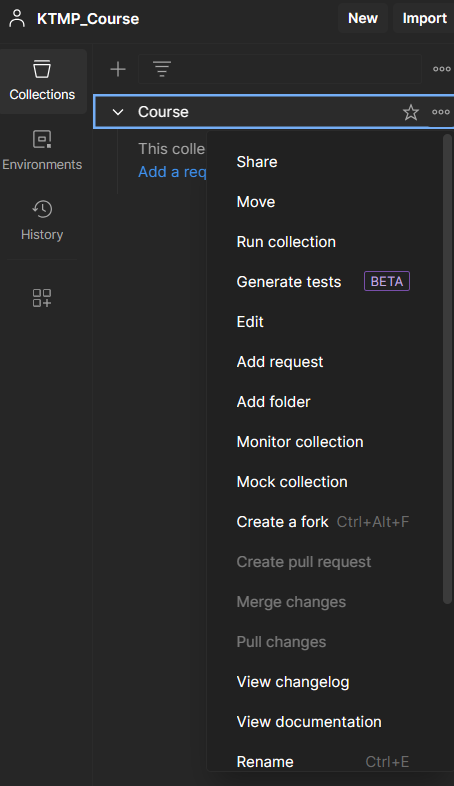 KTMP_Course
New
Import
Collections
Environments
History
Course
This colle
Add a req
Share
Move
Run collection
Generate tests BETA
Edit
Add request
Add folder
Monitor collection
Mock collection
Create a fork Ctrl+Alt+F
Create pull request
Merge changes
Pull changes
View changelog
View documentation
Rename Ctrl+E